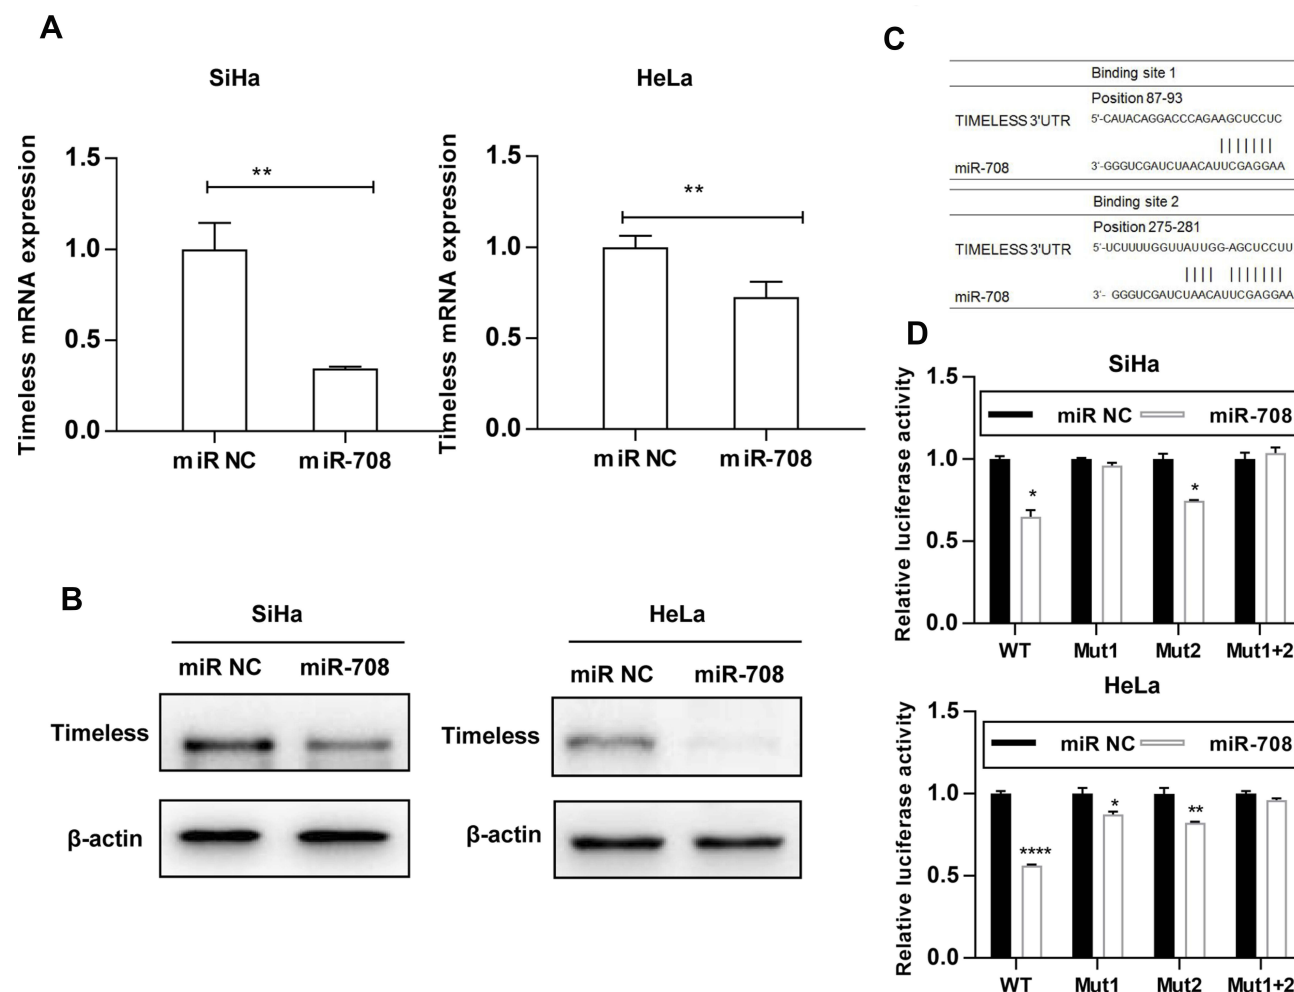 A
SiHa
Timeless mRNA expression
1.5
1.0
0.5
0.0
**
miR NC
miR-708
HeLa
Timeless mRNA expression
1.5
1.0
0.5
0.0
**
miR NC
miR-708
B
SiHa
miR NC miR-708
Timeless
β-actin
HeLa
miR NC miR-708
Timeless
β-actin
C
Binding site 1
Position 87-93
TIMELESS 3'UTR 5'-CAUACAGGACCCAGAAGCUCCUC
miR-708 3'-GGGUCGAUCUAACAUUCGAGGAA
Binding site 2
Position 275-281
TIMELESS 3'UTR 5'-UCUUUUGGUUAUUGG-AGCUCCUU
miR-708 3'- GGGUCGAUCUAACAUUCGAGGAA
D
SiHa
Relative luciferase activity
1.5
1.0
0.5
0.0
miR NC miR-708
* *
WT Mut1 Mut2 Mut1+2
HeLa
Relative luciferase activity
1.5
1.0
0.5
0.0
miR NC miR-708
**** * **
WT Mut1 Mut2 Mut1+2